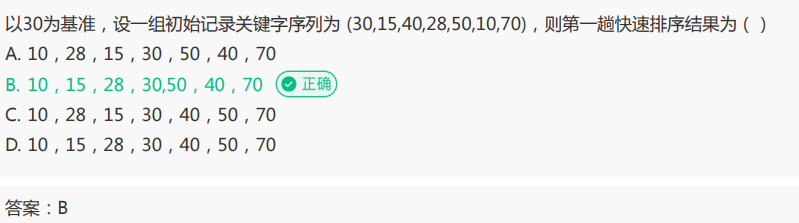 以30为基准，设一组初始记录关键字序列为 (30,15,40,28,50,10,70)，则第一趟快速排序结果为（ ）
A. 10，28，15，30，50，40，70
B. 10，15，28，30,50，40，70 正确
C. 10，28，15，30，40，50，70
D. 10，15，28，30，40，50，70
答案：B